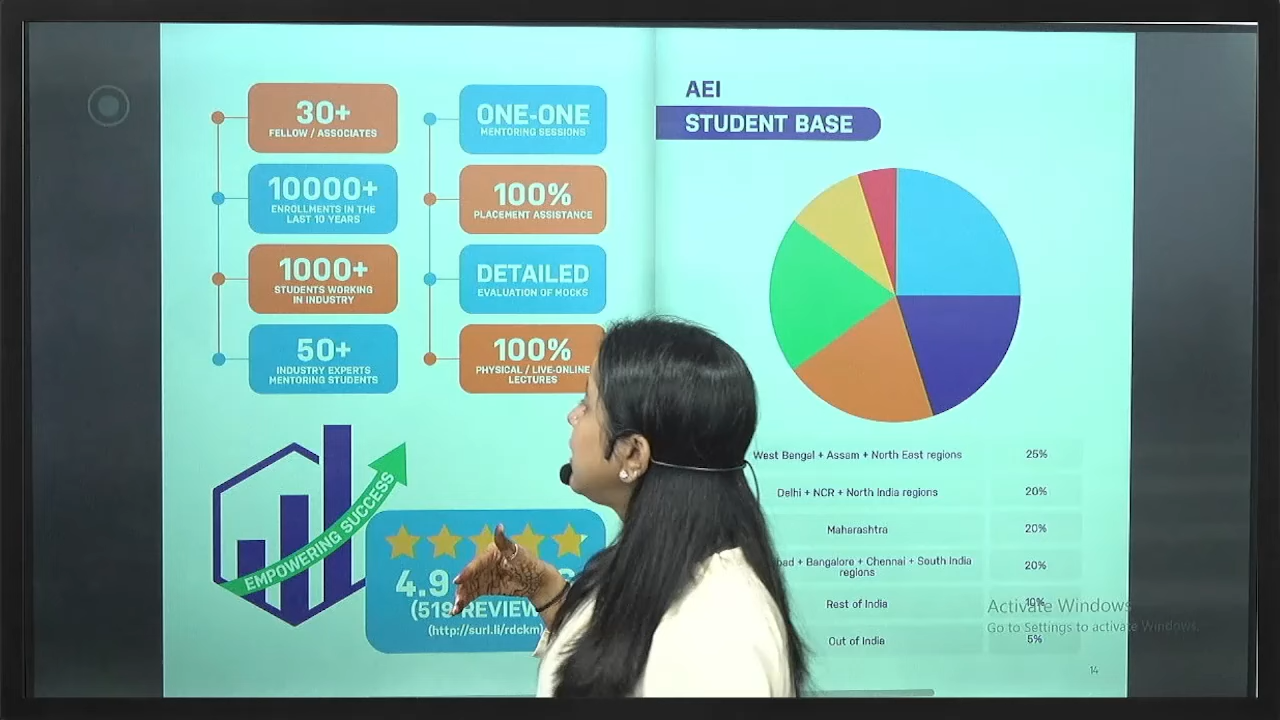 30+
FELLOW / ASSOCIATES
10000+
ENROLLMENTS IN THE
LAST 10 YEARS
1000+
STUDENTS WORKING
IN INDUSTRY
50+
INDUSTRY EXPERTS
MENTORING STUDENTS
ONE-ONE
MENTORING SESSIONS
100%
PLACEMENT ASSISTANCE
DETAILED
EVALUATION OF MOCKS
100%
PHYSICAL / LIVE-ONLINE
LECTURES
EMPOWERING SUCCESS
4.9
(519 REVIEW
(http://surl.li/rdckm)
AEI
STUDENT BASE
West Bengal + Assam + North East regions 25%
Delhi + NCR + North India regions 20%
Maharashtra 20%
+ Bangalore + Chennai + South India 20%
regions
Rest of India 10%
Out of India 5%
Activate Windows
Go to Settings to activate Windows.
14